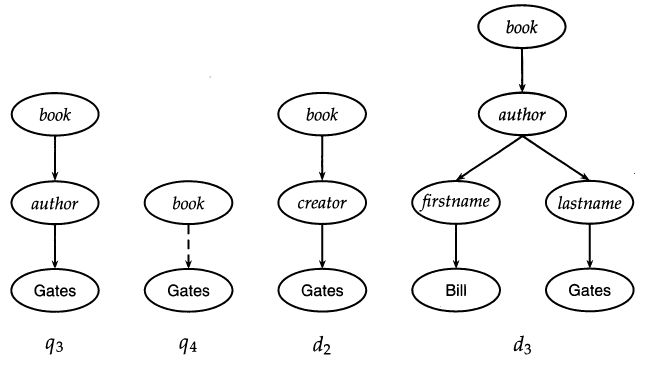 book
book book author
author book creator firstname lastname
Gates Gates Gates Bill Gates
q3 q4 d2 d3